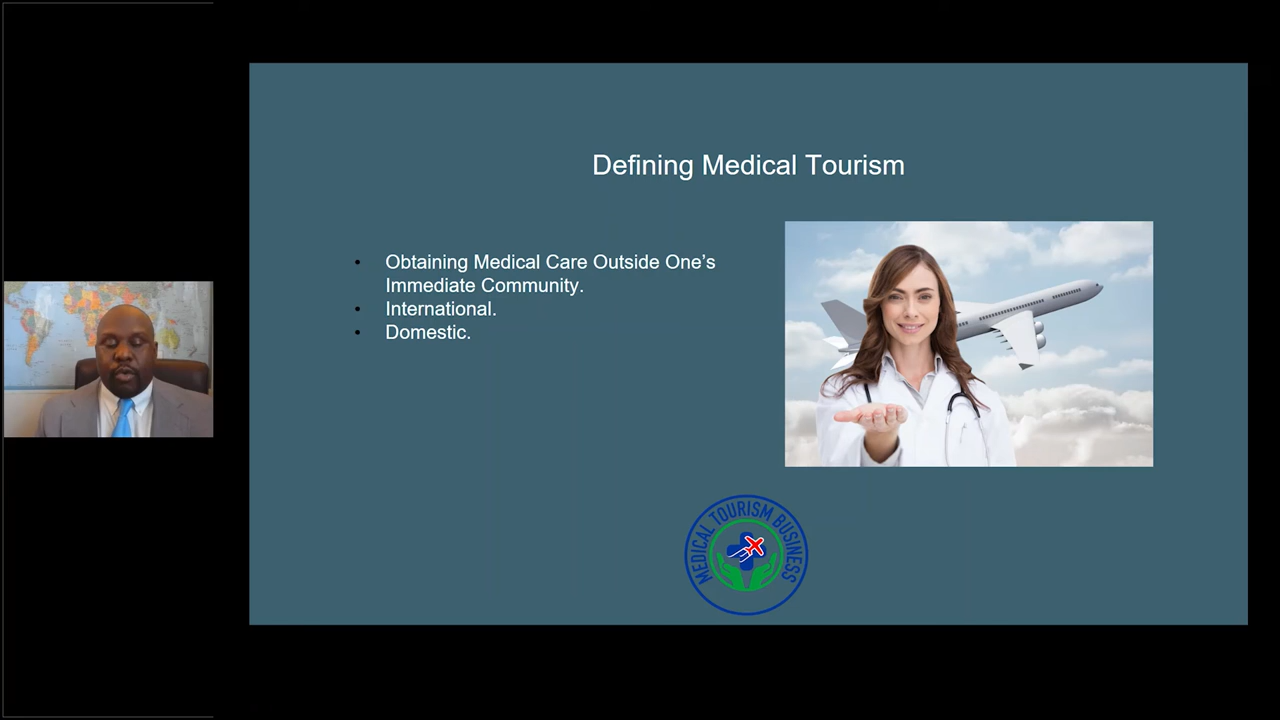 Defining Medical Tourism
• Obtaining Medical Care Outside One’s
Immediate Community.
• International.
• Domestic.
MEDICAL TOURISM BUSINESS